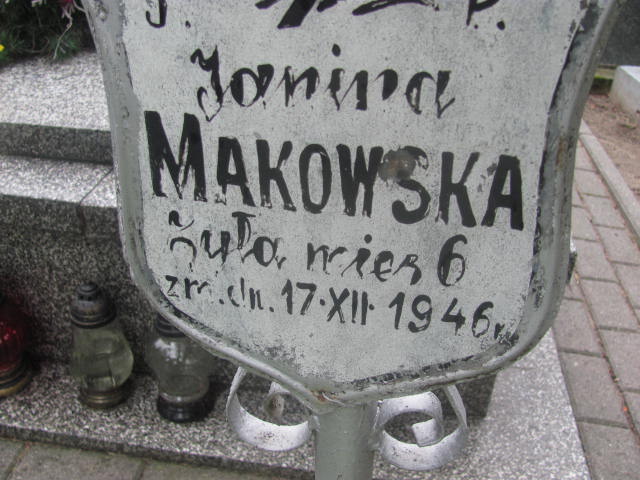 Ś. P.
Janina
MAKOWSKA
żyła mies 6
zm. dn. 17·XII· 1946 r.